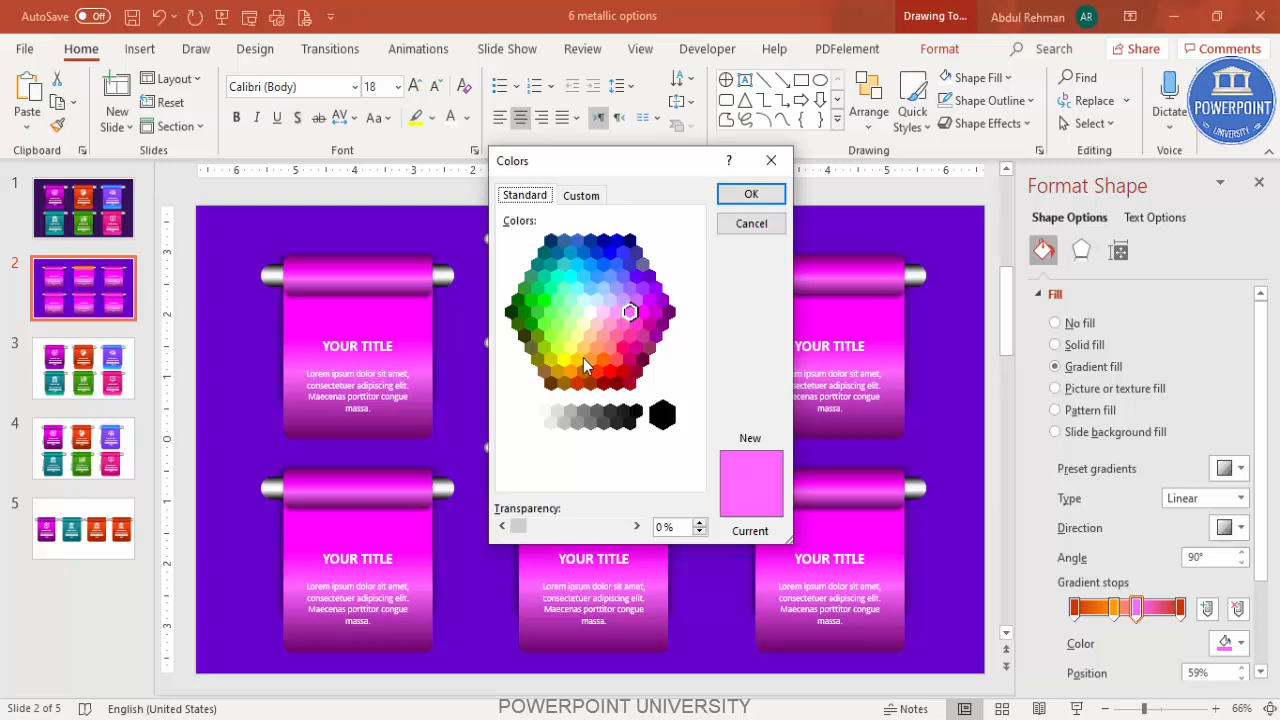 AutoSave Off
6 metallic options
Drawing To...
Abdul Rehman AR
File Home Insert Draw Design Transitions Animations Slide Show Review View Developer Help PDFelement Format Search Share Comments
Paste
New Slide
Layout
Reset
Section
Calibri (Body) 18
B I U S ab AV Aa A
Arrange
Quick Styles
Shape Fill
Shape Outline
Shape Effects
Find
Replace
Select
Dictate
POWERPOINT
UNIVERSITY
Clipboard Slides Font Drawing Editing Voice
Colors ?
Standard Custom
OK
Cancel
Colors:
New
Current
Transparency:
0 %
1
2
3
4
5
YOUR TITLE
Lorem ipsum dolor sit amet,
consectetuer adipiscing elit.
Maecenas porttitor congue
massa.
YOUR TITLE
Lorem ipsum dolor sit amet,
consectetuer adipiscing elit.
Maecenas porttitor congue
massa.
YOUR TITLE
Lorem ipsum dolor sit amet,
consectetuer adipiscing elit.
Maecenas porttitor congue
massa.
YOUR TITLE
Lorem ipsum dolor sit amet,
consectetuer adipiscing elit.
Maecenas porttitor congue
massa.
YOUR TITLE
Lorem ipsum dolor sit amet,
consectetuer adipiscing elit.
Maecenas porttitor congue
massa.
Format Shape
Shape Options Text Options
Fill
No fill
Solid fill
Gradient fill
Picture or texture fill
Pattern fill
Slide background fill
Preset gradients
Type Linear
Direction
Angle 90°
Gradient stops
Color
Position 59%
Slide 2 of 5 English (United States)
POWERPOINT UNIVERSITY
Notes
66%